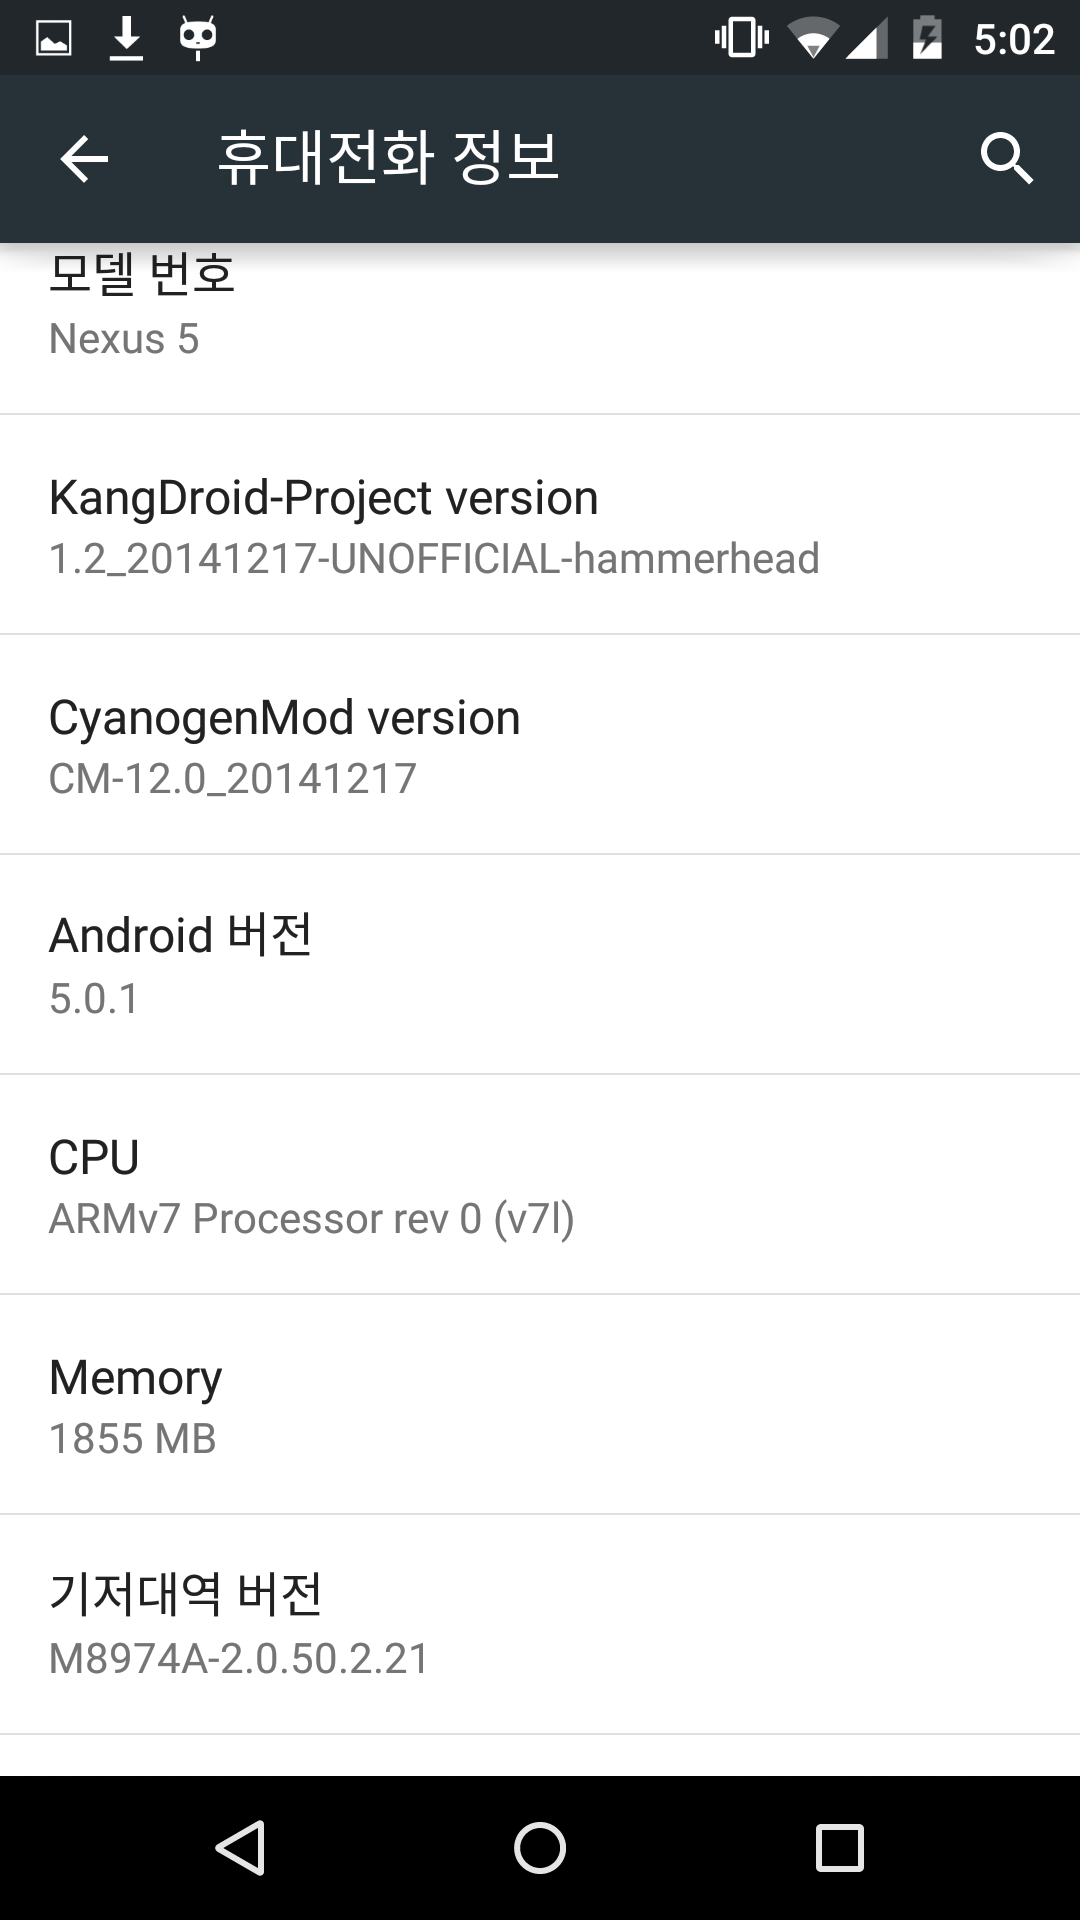 5:02
휴대전화 정보
모델 번호
Nexus 5
KangDroid-Project version
1.2_20141217-UNOFFICIAL-hammerhead
CyanogenMod version
CM-12.0_20141217
Android 버전
5.0.1
CPU
ARMv7 Processor rev 0 (v7l)
Memory
1855 MB
기저대역 버전
M8974A-2.0.50.2.21